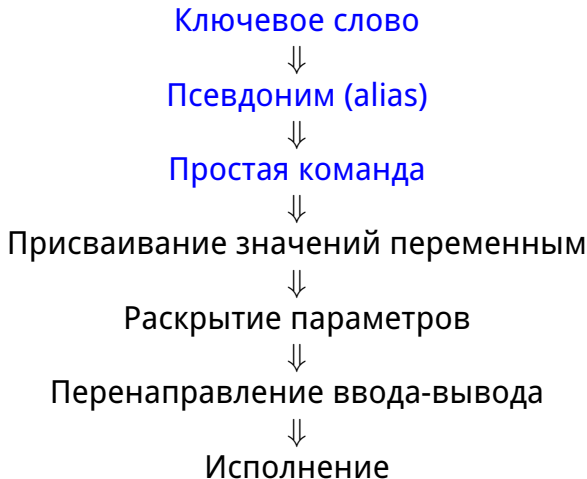 Ключевое слово
⇓
Псевдоним (alias)
⇓
Простая команда
⇓
Присваивание значений переменным
⇓
Раскрытие параметров
⇓
Перенаправление ввода-вывода
⇓
Исполнение